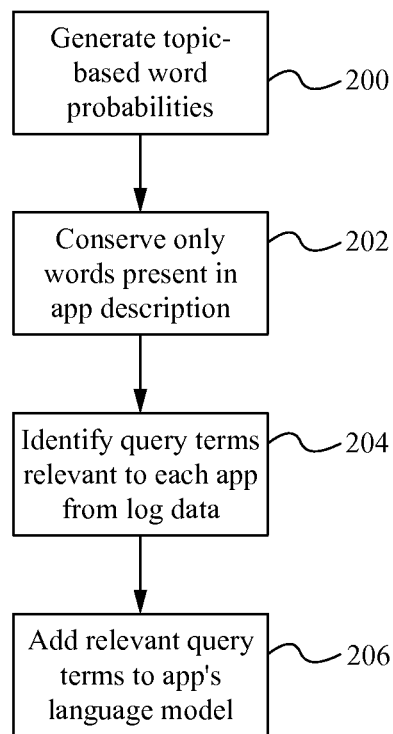 Generate topic-
based word
probabilities
200
Conserve only
words present in
app description
202
Identify query terms
relevant to each app
from log data
204
Add relevant query
terms to app's
language model
206